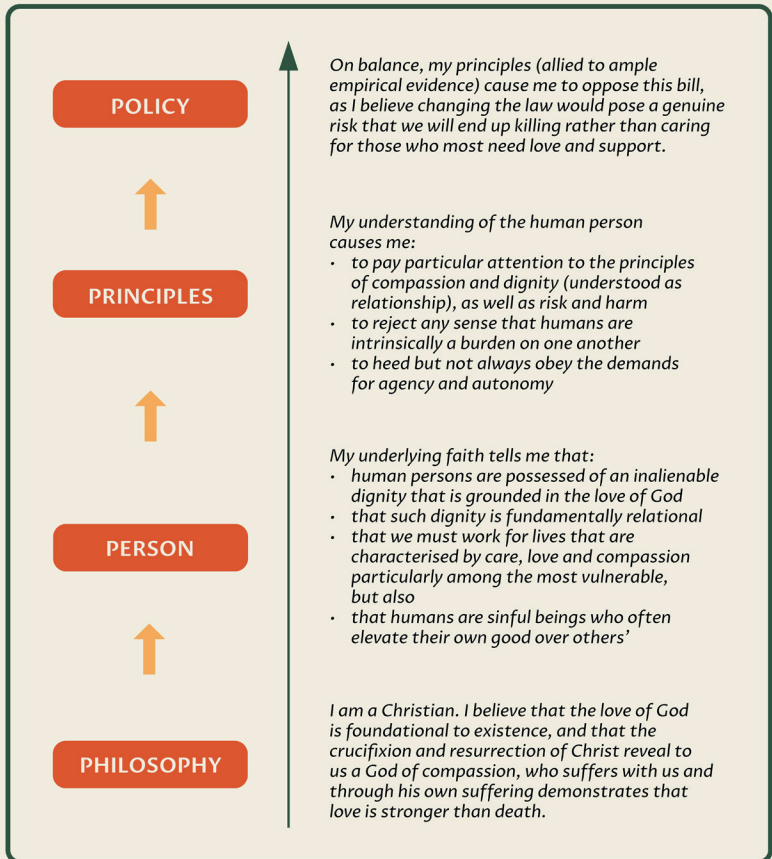 POLICY
On balance, my principles (allied to ample
empirical evidence) cause me to oppose this bill,
as I believe changing the law would pose a genuine
risk that we will end up killing rather than caring
for those who most need love and support.
PRINCIPLES
My understanding of the human person
causes me:
• to pay particular attention to the principles
of compassion and dignity (understood as
relationship), as well as risk and harm
• to reject any sense that humans are
intrinsically a burden on one another
• to heed but not always obey the demands
for agency and autonomy
PERSON
My underlying faith tells me that:
• human persons are possessed of an inalienable
dignity that is grounded in the love of God
• that such dignity is fundamentally relational
• that we must work for lives that are
characterised by care, love and compassion
particularly among the most vulnerable,
but also
• that humans are sinful beings who often
elevate their own good over others’
PHILOSOPHY
I am a Christian. I believe that the love of God
is foundational to existence, and that the
crucifixion and resurrection of Christ reveal to
us a God of compassion, who suffers with us and
through his own suffering demonstrates that
love is stronger than death.